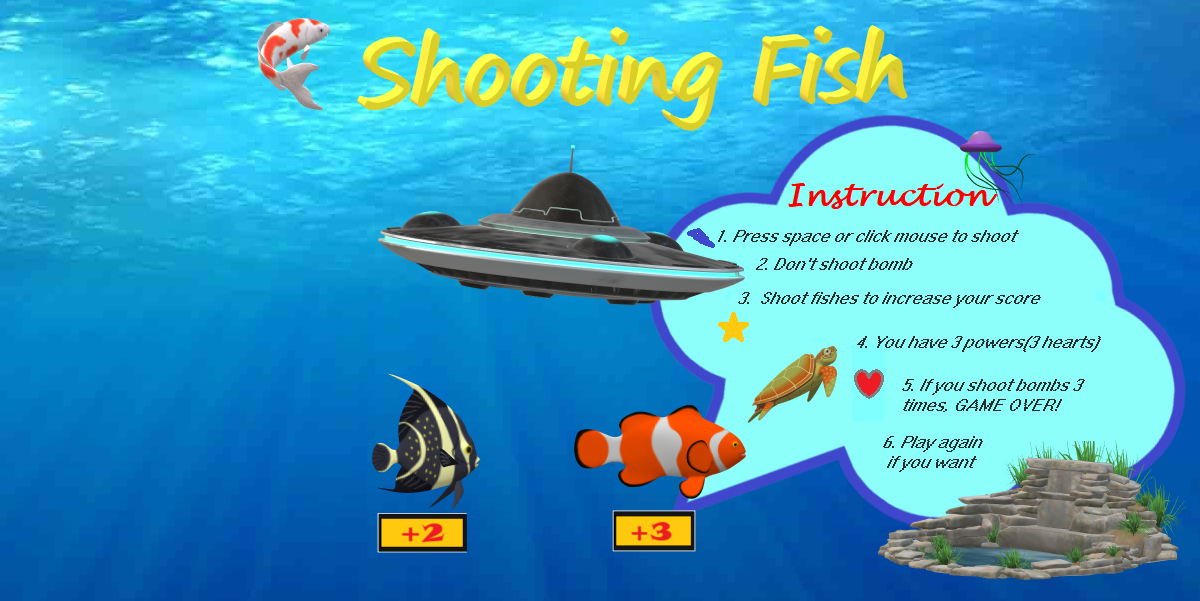 Shooting Fish
Instruction
1. Press space or click mouse to shoot
2. Don't shoot bomb
3. Shoot fishes to increase your score
4. You have 3 powers(3 hearts)
5. If you shoot bombs 3
times, GAME OVER!
6. Play again
if you want
+2
+3